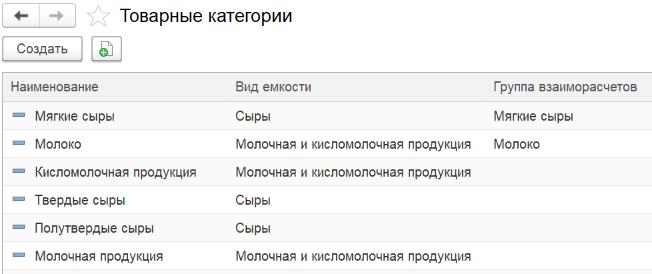 Товарные категории
Создать
Наименование Вид емкости Группа взаиморасчетов
Мягкие сыры Сыры Мягкие сыры
Молоко Молочная и кисломолочная продукция Молоко
Кисломолочная продукция Молочная и кисломолочная продукция
Твердые сыры Сыры
Полутвердые сыры Сыры
Молочная продукция Молочная и кисломолочная продукция